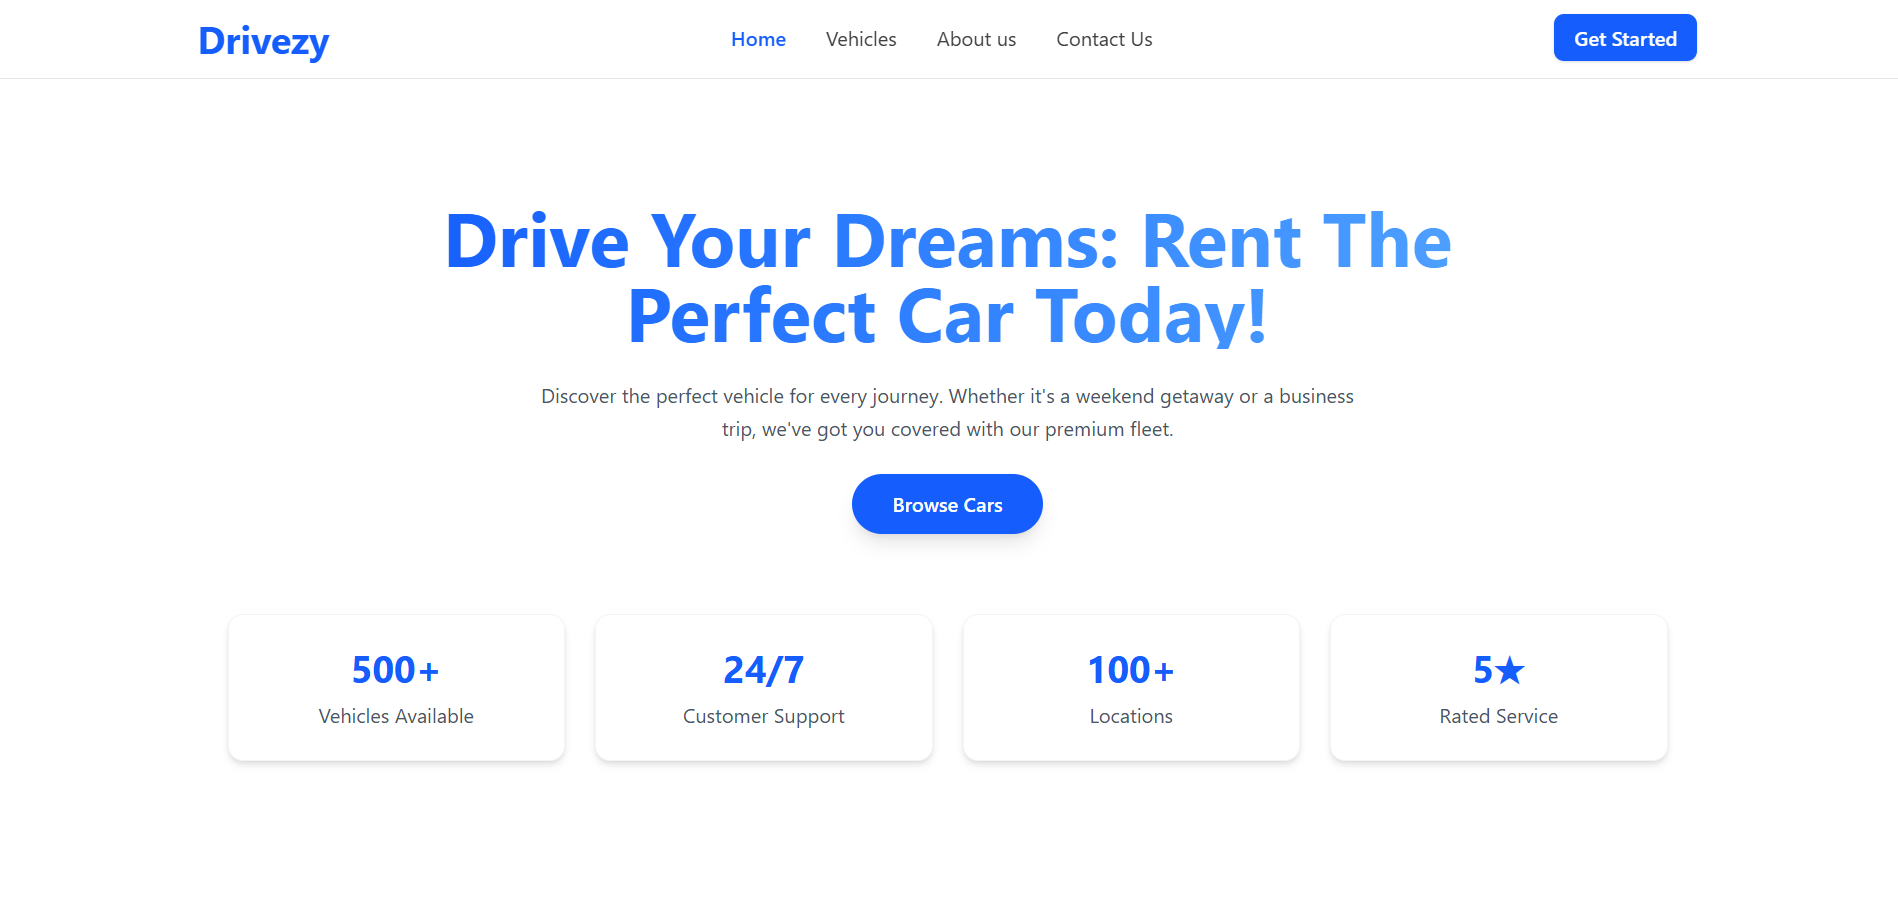 Drivezy
Home
Vehicles
About us
Contact Us
Get Started
Drive Your Dreams: Rent The
Perfect Car Today!
Discover the perfect vehicle for every journey. Whether it's a weekend getaway or a business
trip, we've got you covered with our premium fleet.
Browse Cars
500+
Vehicles Available
24/7
Customer Support
100+
Locations
5★
Rated Service